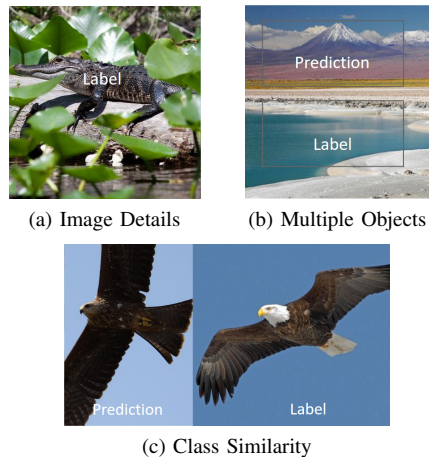 Label
Prediction
Label
(a) Image Details
(b) Multiple Objects
Prediction
Label
(c) Class Similarity